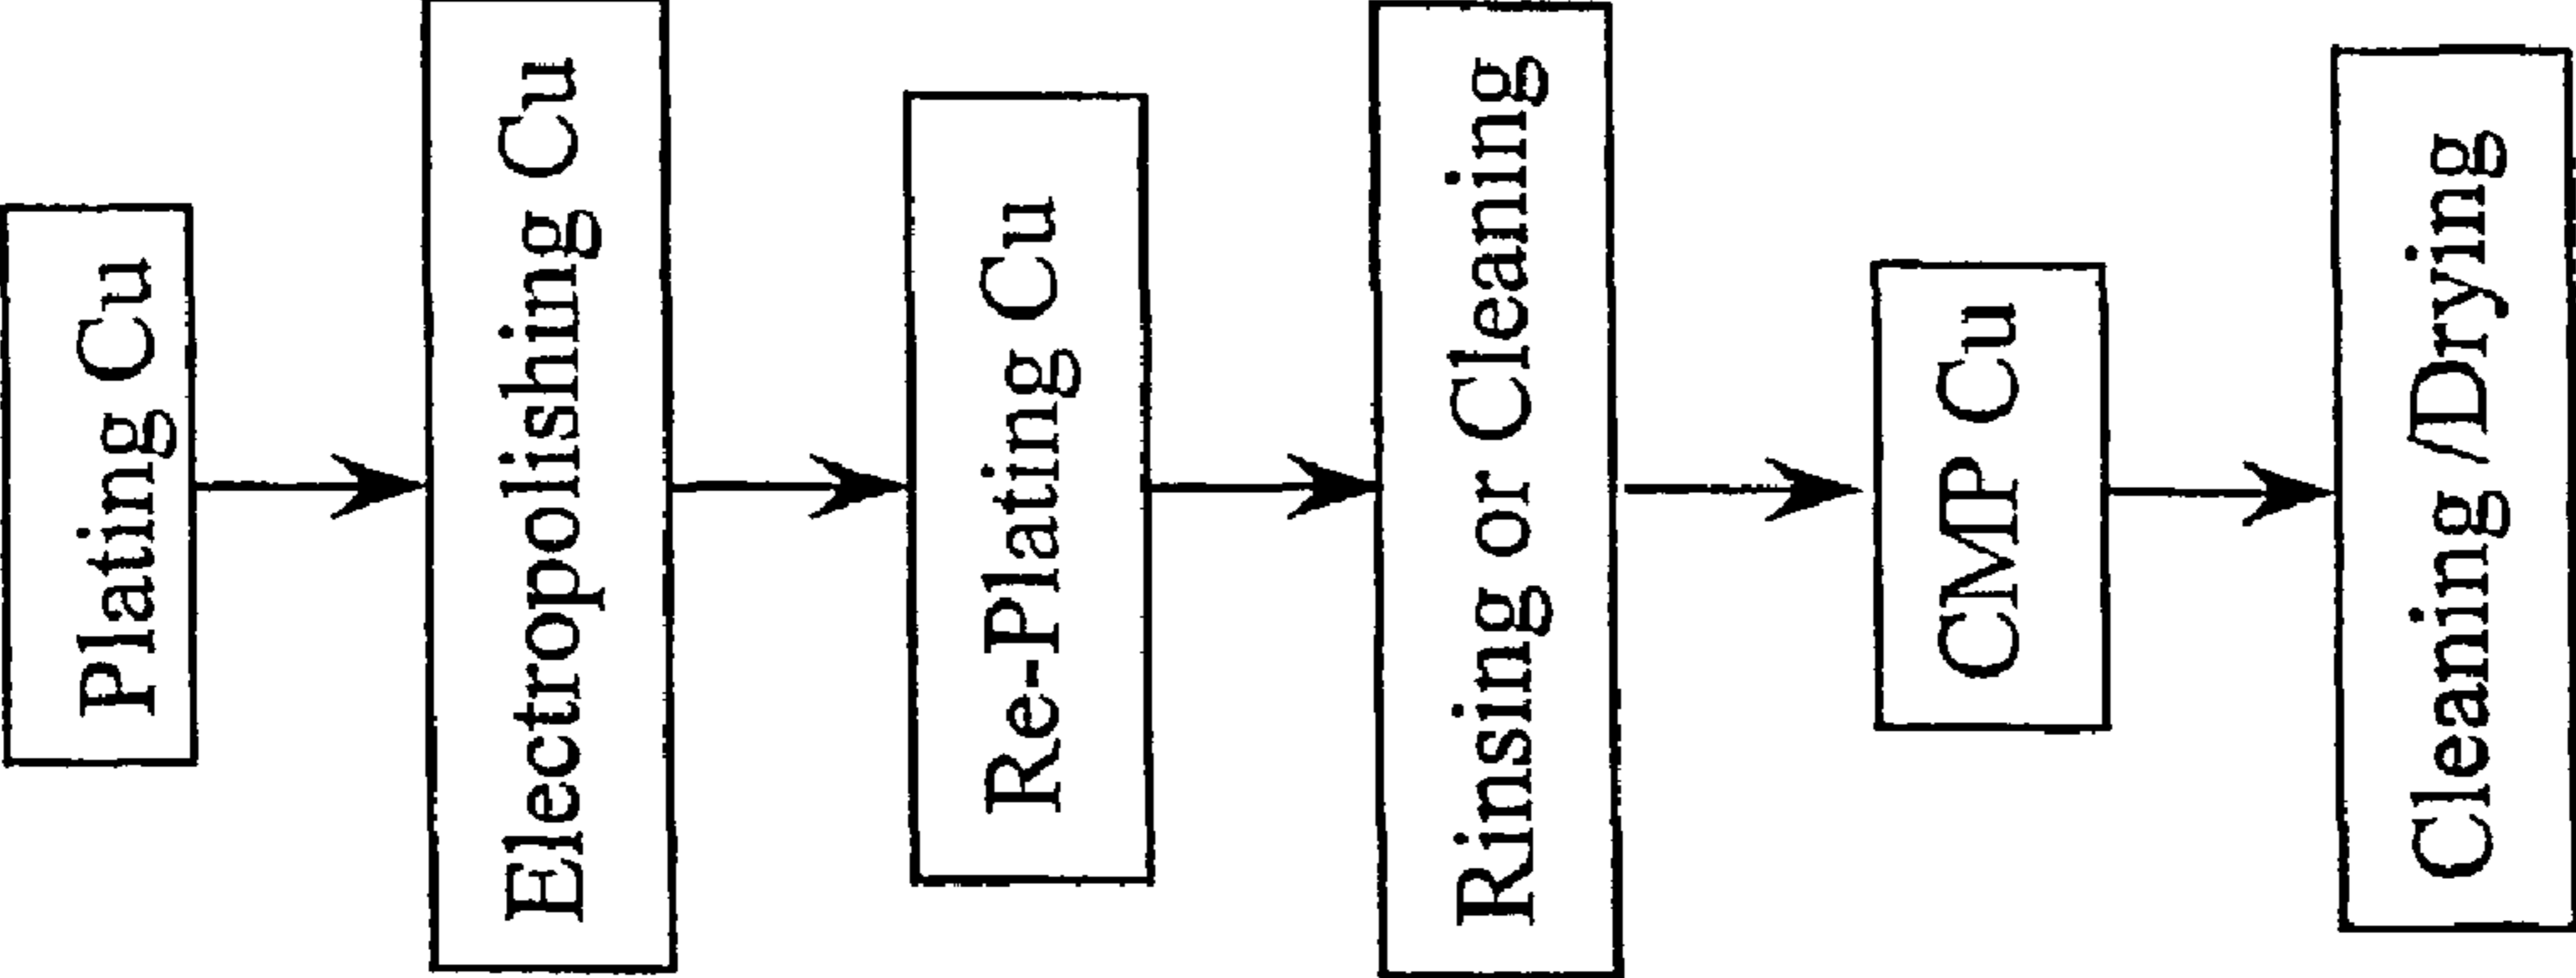 Plating Cu
Electropolishing Cu
Re-Plating Cu
Rinsing or Cleaning
CMP Cu
Cleaning /Drying